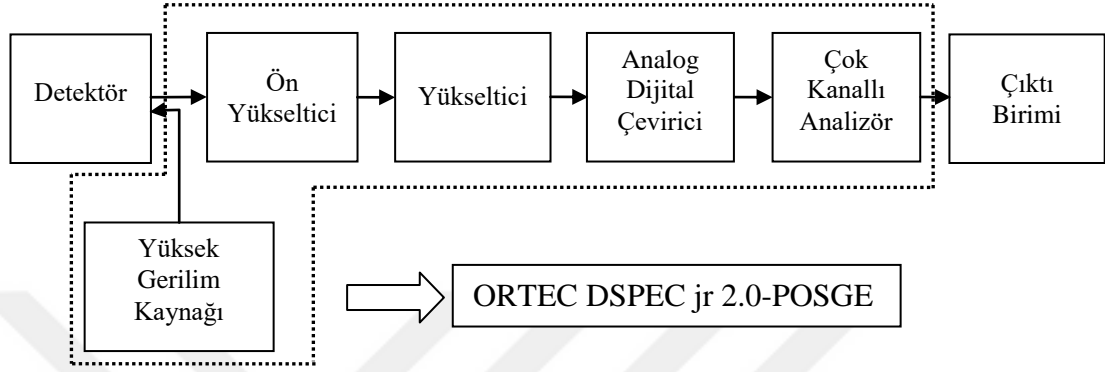 Detektör
Ön
Yükseltici
Yükseltici
Analog
Dijital
Çevirici
Çok
Kanallı
Analizör
Çıktı
Birimi
Yüksek
Gerilim
Kaynağı
ORTEC DSPEC jr 2.0-POSGE